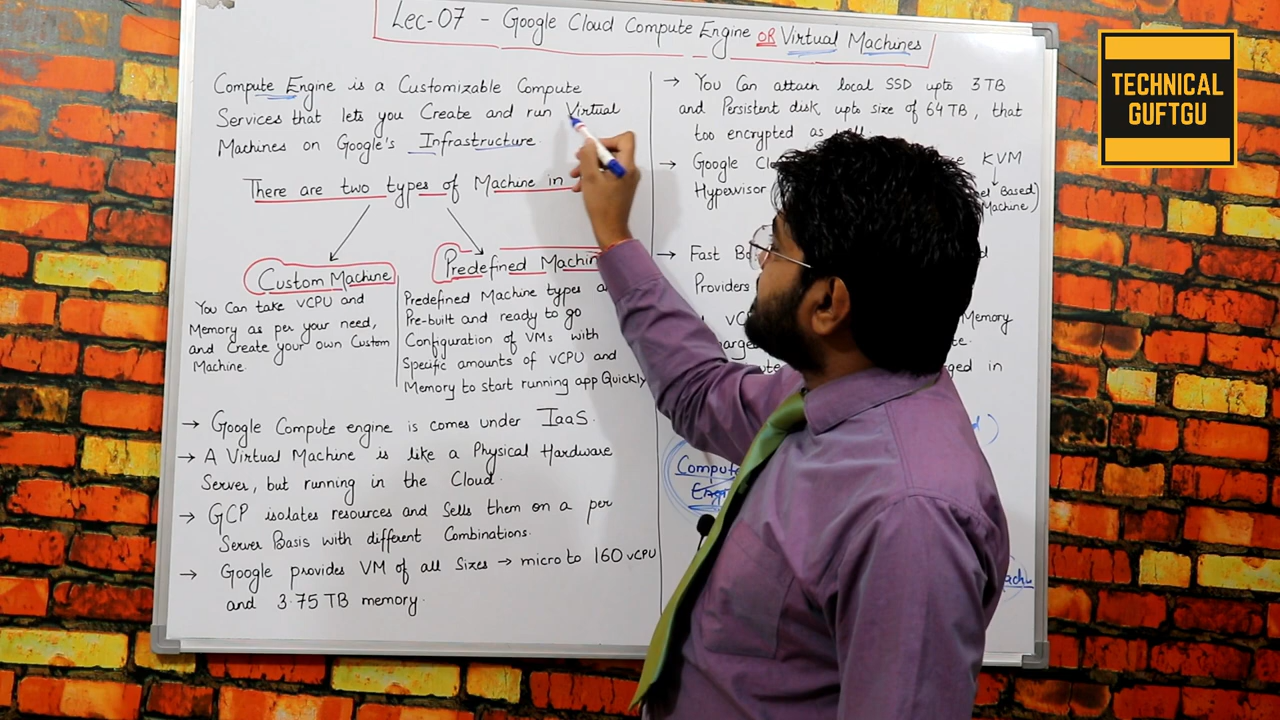 Lec-07 - Google Cloud Compute Engine OR Virtual Machines
Compute Engine is a Customizable Compute
Services that lets you Create and run Virtual
Machines on Google's Infrastructure.
There are two types of Machine in
Custom Machine
You Can take VCPU and
Memory as per your need,
and Create your own Custom
Machine.
Predefined Machin
Predefined Machine types a
Pre-built and ready to go
Configuration of VMs with
Specific amounts of VCPU and
Memory to start running app Quickly
→ Google Compute engine is comes under IaaS.
→ A Virtual Machine is like a Physical Hardware
Server, but running in the Cloud.
→ GCP isolates resources and Sells them on a per
Server Basis with different Combinations.
→ Google provides VM of all Sizes → micro to 160 vCPU
and 3.75 TB memory.
→ You Can attach local SSD upto 3 TB
and Persistent disk, upto size of 64 TB, that
too encrypted as
→ Google Clo KVM
Hypervisor ( Based
Machine)
→ Fast Bo
Providers
Memory
in
Compute
TECHNICAL
GUFTGU